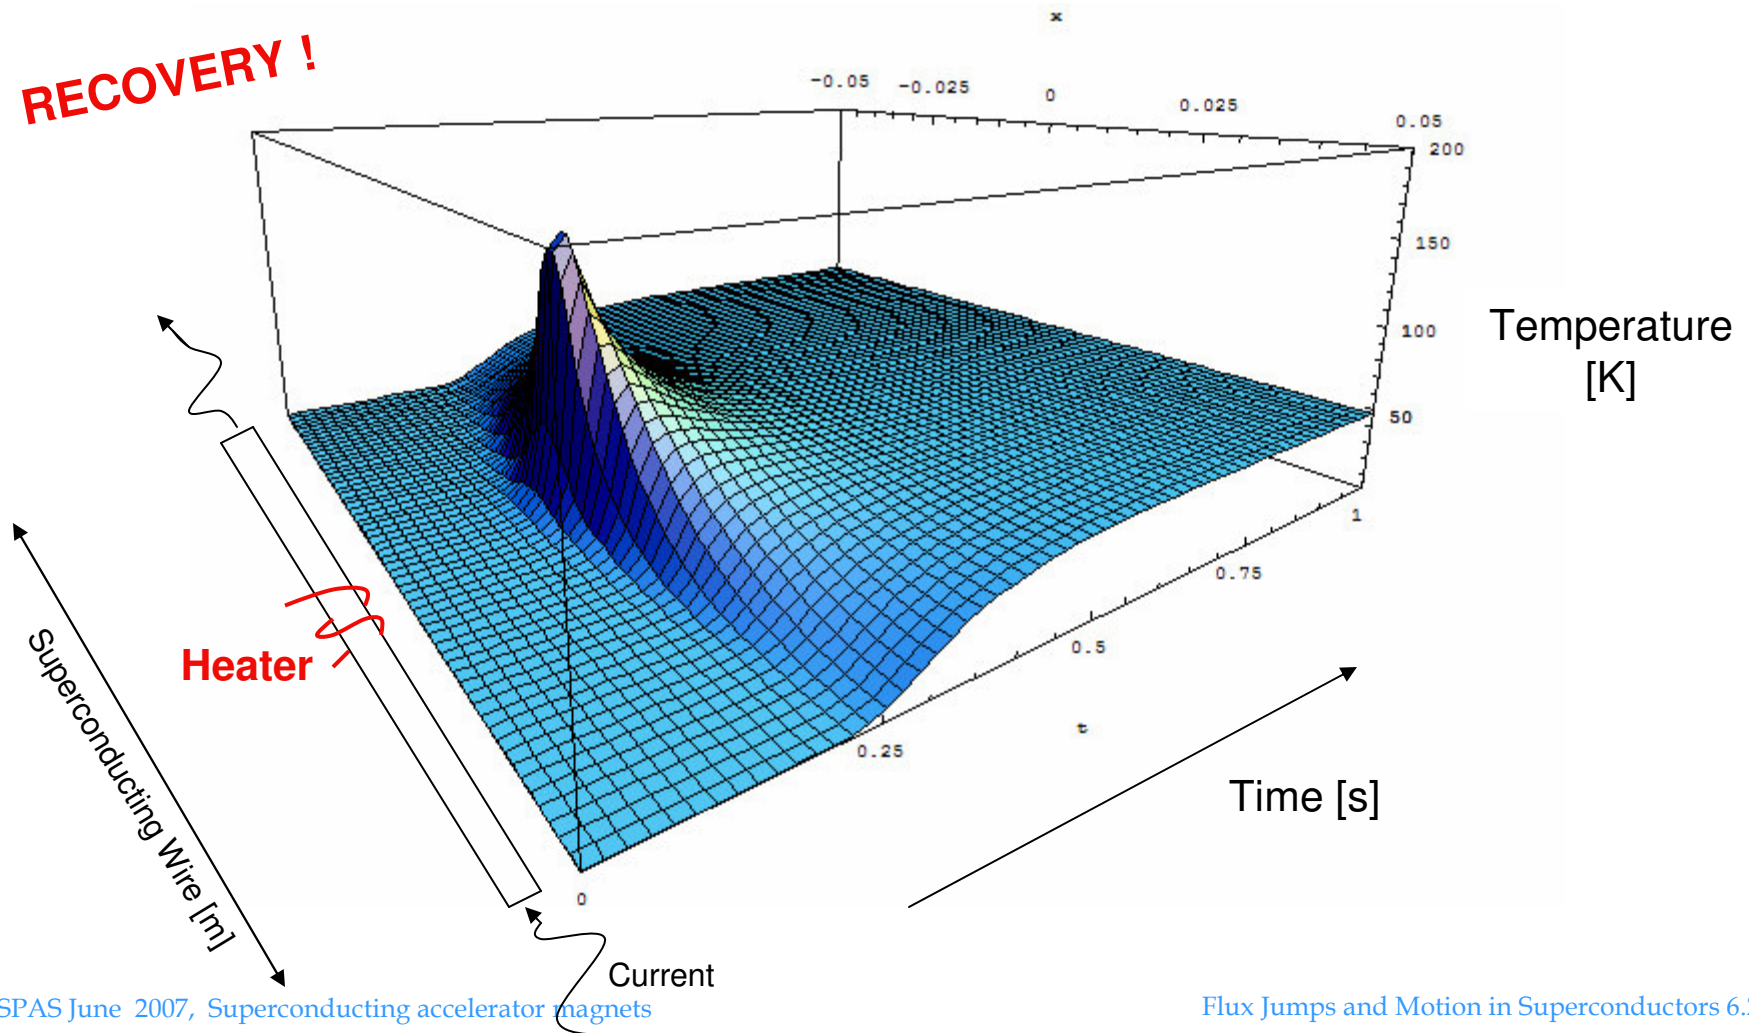 RECOVERY !
x
-0.05 -0.025 0 0.025 0.05
200
150
100
50
Temperature
[K]
1
0.75
0.5
t
0.25
0
Time [s]
Heater
Superconducting Wire [m]
Current
SPAS June 2007, Superconducting accelerator magnets
Flux Jumps and Motion in Superconductors 6.